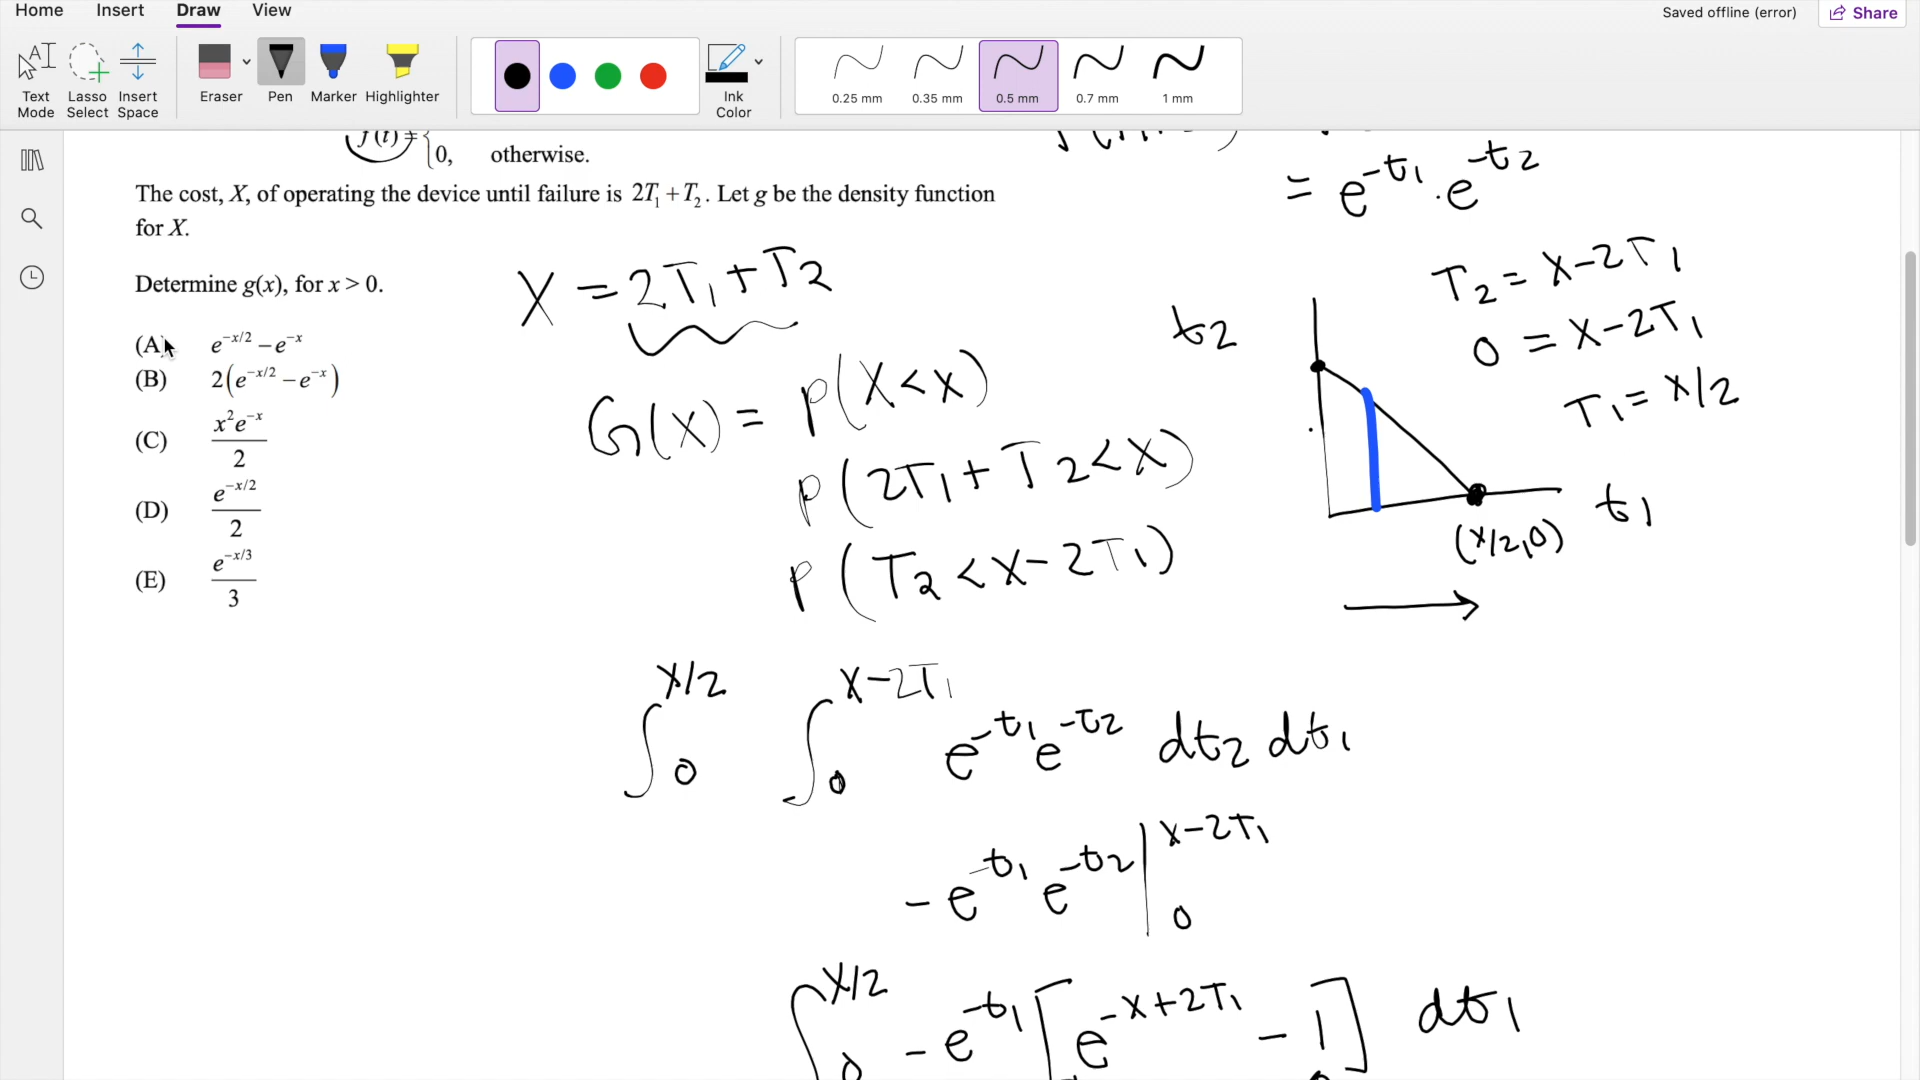 Home Insert Draw View
Saved offline (error) Share
Text Mode Lasso Select Insert Space Eraser Pen Marker Highlighter Ink Color 0.25 mm 0.35 mm 0.5 mm 0.7 mm 1 mm
f(t)={
0, otherwise.
= e^{-t₁} · e^{-t₂}
The cost, X, of operating the device until failure is 2T₁ + T₂. Let g be the density function
for X.
Determine g(x), for x > 0.
(A) e^{-x/2} - e^{-x}
(B) 2(e^{-x/2} - e^{-x})
(C) x²e^{-x} / 2
(D) e^{-x/2} / 2
(E) e^{-x/3} / 3
X = 2T₁ + T₂
G(x) = P(X < x)
P(2T₁ + T₂ < X)
P(T₂ < X - 2T₁)
T₂ = X - 2T₁
0 = X - 2T₁
T₁ = X/2
t₂
t₁
(x/2, 0)
∫₀^{X/2} ∫₀^{X-2T₁} e^{-t₁} e^{-t₂} dt₂ dt₁
-e^{-t₁} e^{-t₂} |₀^{X-2T₁}
∫₀^{X/2} -e^{-t₁} [e^{-X+2T₁} - 1] dt₁